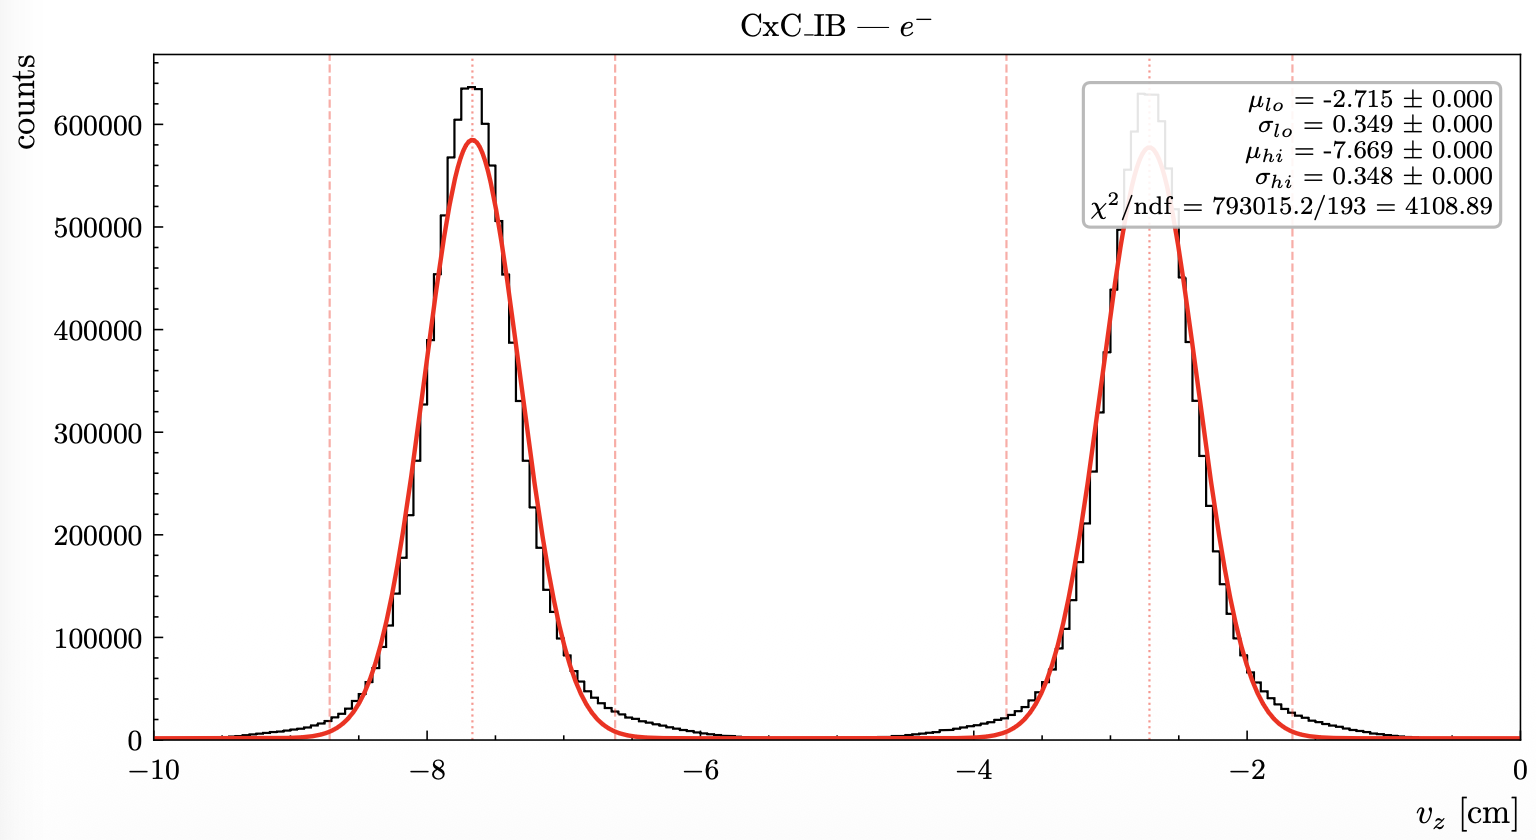 CxC_IB — e⁻
counts
μ_lo = -2.715 ± 0.000
σ_lo = 0.349 ± 0.000
μ_hi = -7.669 ± 0.000
σ_hi = 0.348 ± 0.000
χ²/ndf = 793015.2/193 = 4108.89
600000
500000
400000
300000
200000
100000
0
−10 −8 −6 −4 −2 0
v_z [cm]